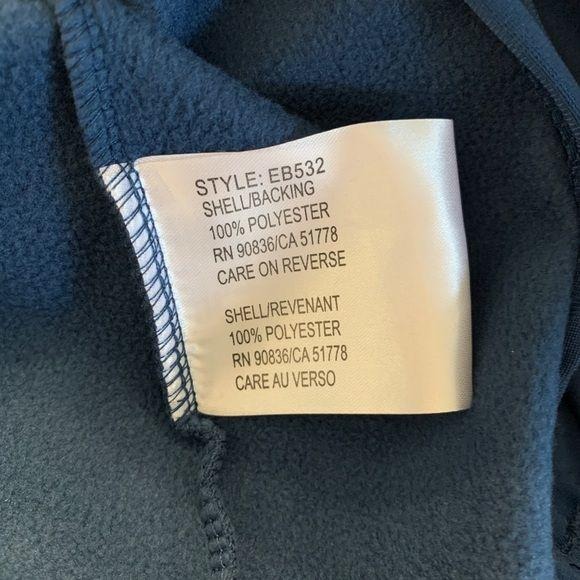 STYLE: EB532
SHELL/BACKING
100% POLYESTER
RN 90836/CA 51778
CARE ON REVERSE
SHELL/REVENANT
100% POLYESTER
RN 90836/CA 51778
CARE AU VERSO